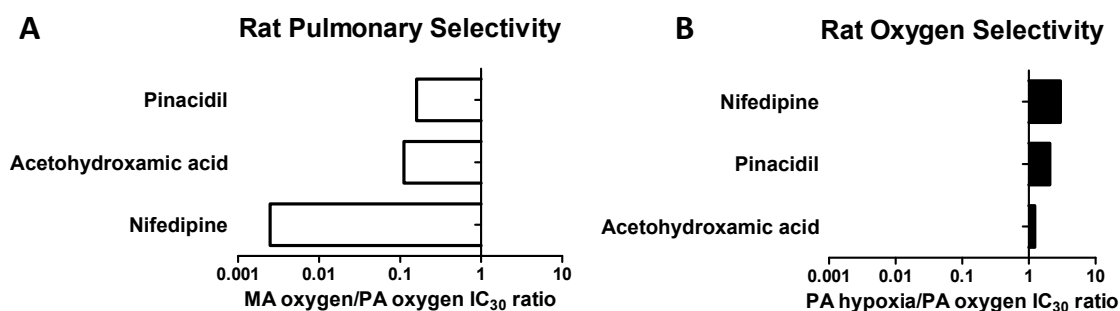 A
Rat Pulmonary Selectivity
Pinacidil
Acetohydroxamic acid
Nifedipine
0.001 0.01 0.1 1 10
MA oxygen/PA oxygen IC₃₀ ratio
B
Rat Oxygen Selectivity
Nifedipine
Pinacidil
Acetohydroxamic acid
0.001 0.01 0.1 1 10
PA hypoxia/PA oxygen IC₃₀ ratio